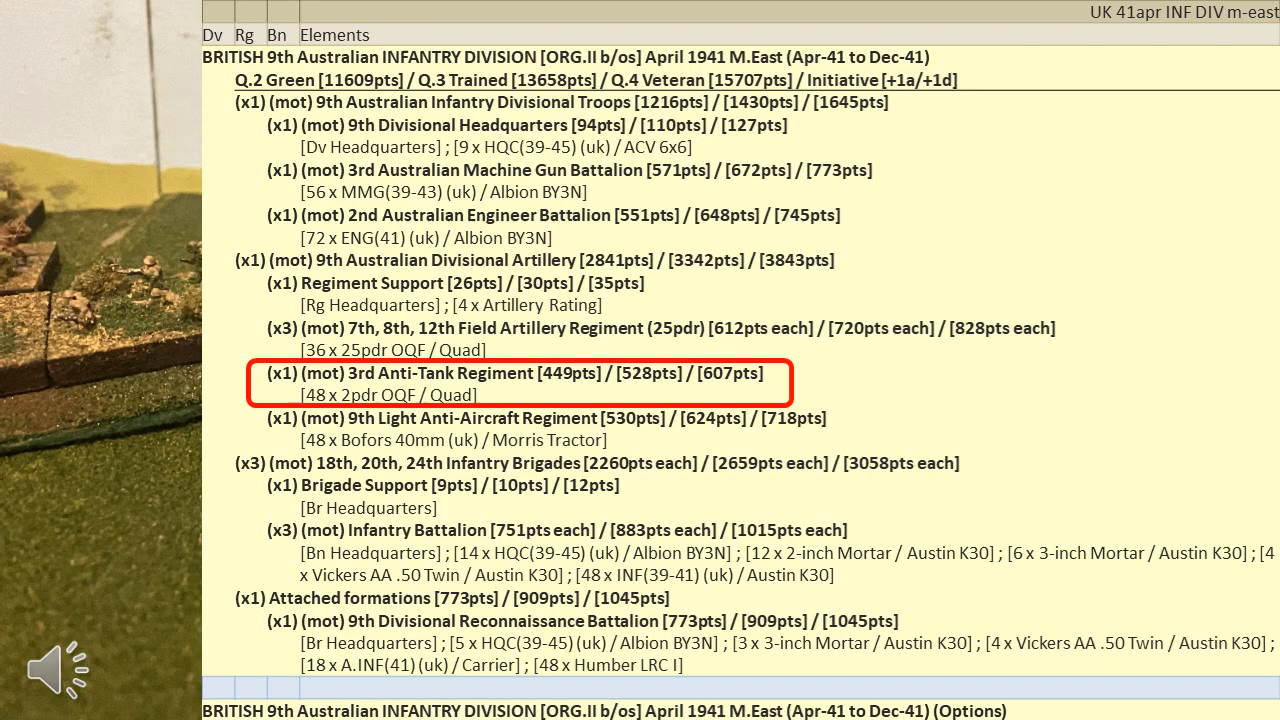 UK 41apr INF DIV m-east
Dv Rg Bn Elements
BRITISH 9th Australian INFANTRY DIVISION [ORG.II b/os] April 1941 M.East (Apr-41 to Dec-41)
Q.2 Green [11609pts] / Q.3 Trained [13658pts] / Q.4 Veteran [15707pts] / Initiative [+1a/+1d]
(x1) (mot) 9th Australian Infantry Divisional Troops [1216pts] / [1430pts] / [1645pts]
(x1) (mot) 9th Divisional Headquarters [94pts] / [110pts] / [127pts]
[Dv Headquarters] ; [9 x HQC(39-45) (uk) / ACV 6x6]
(x1) (mot) 3rd Australian Machine Gun Battalion [571pts] / [672pts] / [773pts]
[56 x MMG(39-43) (uk) / Albion BY3N]
(x1) (mot) 2nd Australian Engineer Battalion [551pts] / [648pts] / [745pts]
[72 x ENG(41) (uk) / Albion BY3N]
(x1) (mot) 9th Australian Divisional Artillery [2841pts] / [3342pts] / [3843pts]
(x1) Regiment Support [26pts] / [30pts] / [35pts]
[Rg Headquarters] ; [4 x Artillery Rating]
(x3) (mot) 7th, 8th, 12th Field Artillery Regiment (25pdr) [612pts each] / [720pts each] / [828pts each]
[36 x 25pdr OQF / Quad]
(x1) (mot) 3rd Anti-Tank Regiment [449pts] / [528pts] / [607pts]
[48 x 2pdr OQF / Quad]
(x1) (mot) 9th Light Anti-Aircraft Regiment [530pts] / [624pts] / [718pts]
[48 x Bofors 40mm (uk) / Morris Tractor]
(x3) (mot) 18th, 20th, 24th Infantry Brigades [2260pts each] / [2659pts each] / [3058pts each]
(x1) Brigade Support [9pts] / [10pts] / [12pts]
[Br Headquarters]
(x3) (mot) Infantry Battalion [751pts each] / [883pts each] / [1015pts each]
[Bn Headquarters] ; [14 x HQC(39-45) (uk) / Albion BY3N] ; [12 x 2-inch Mortar / Austin K30] ; [6 x 3-inch Mortar / Austin K30] ; [4
x Vickers AA .50 Twin / Austin K30] ; [48 x INF(39-41) (uk) / Austin K30]
(x1) Attached formations [773pts] / [909pts] / [1045pts]
(x1) (mot) 9th Divisional Reconnaissance Battalion [773pts] / [909pts] / [1045pts]
[Br Headquarters] ; [5 x HQC(39-45) (uk) / Albion BY3N] ; [3 x 3-inch Mortar / Austin K30] ; [4 x Vickers AA .50 Twin / Austin K30] ;
[18 x A.INF(41) (uk) / Carrier] ; [48 x Humber LRC I]
BRITISH 9th Australian INFANTRY DIVISION [ORG.II b/os] April 1941 M.East (Apr-41 to Dec-41) (Options)